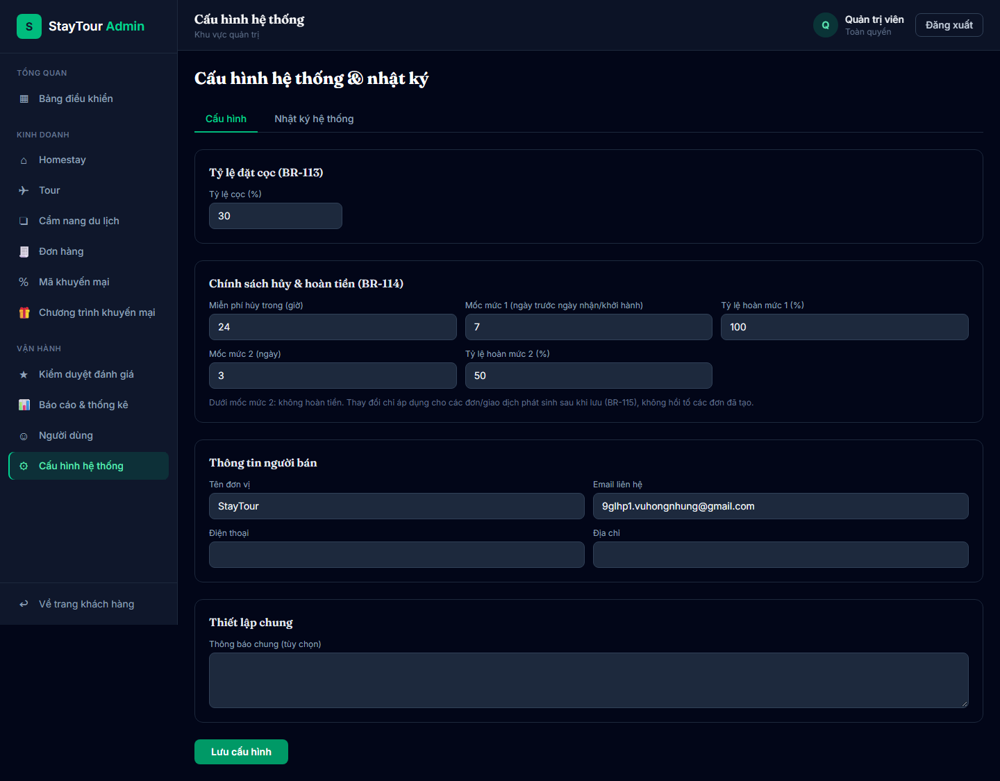 S StayTour Admin
TỔNG QUAN
Bảng điều khiển
KINH DOANH
Homestay
Tour
Cẩm nang du lịch
Đơn hàng
% Mã khuyến mại
Chương trình khuyến mại
VẬN HÀNH
Kiểm duyệt đánh giá
Báo cáo & thống kê
Người dùng
Cấu hình hệ thống
Về trang khách hàng
Cấu hình hệ thống
Khu vực quản trị
Q
Quản trị viên
Toàn quyền
Đăng xuất
Cấu hình hệ thống & nhật ký
Cấu hình Nhật ký hệ thống
Tỷ lệ đặt cọc (BR-113)
Tỷ lệ cọc (%)
30
Chính sách hủy & hoàn tiền (BR-114)
Miễn phí hủy trong (giờ) Mốc mức 1 (ngày trước ngày nhận/khởi hành) Tỷ lệ hoàn mức 1 (%)
24 7 100
Mốc mức 2 (ngày) Tỷ lệ hoàn mức 2 (%)
3 50
Dưới mốc mức 2: không hoàn tiền. Thay đổi chỉ áp dụng cho các đơn/giao dịch phát sinh sau khi lưu (BR-115), không hồi tố các đơn đã tạo.
Thông tin người bán
Tên đơn vị Email liên hệ
StayTour 9glhp1.vuhongnhung@gmail.com
Điện thoại Địa chỉ
Thiết lập chung
Thông báo chung (tùy chọn)
Lưu cấu hình